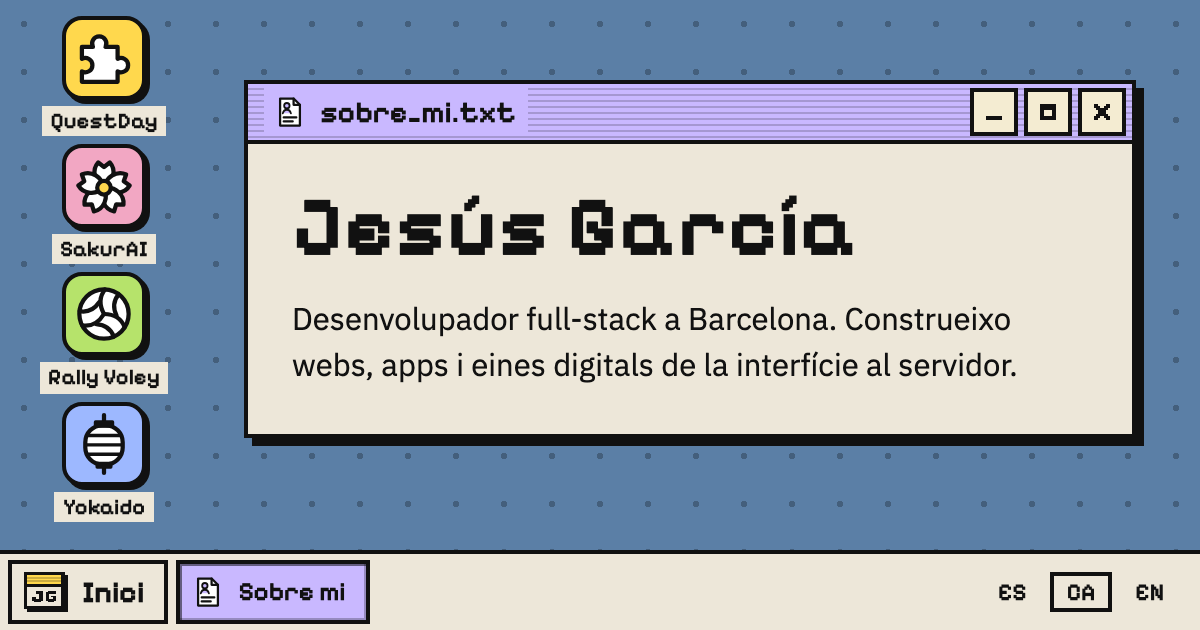 QuestDay
SakurAI
Rally Voley
Yokaido
sobre_mi.txt
Jesús García
Desenvolupador full-stack a Barcelona. Construeixo
webs, apps i eines digitals de la interfície al servidor.
JG Inici
Sobre mi
ES CA EN